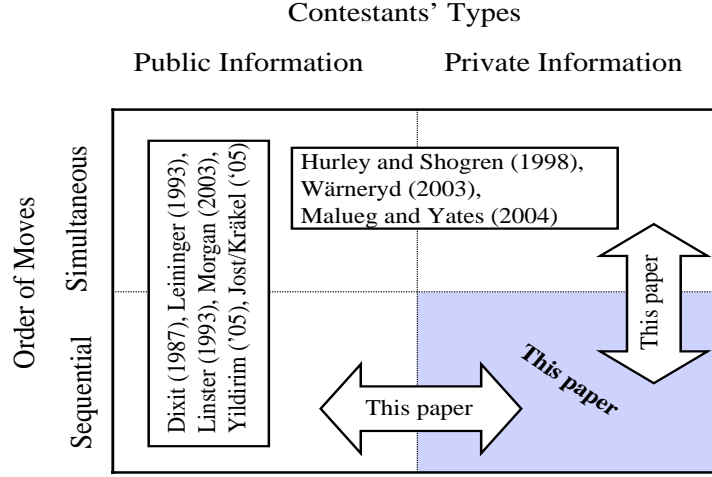 Contestants’ Types
Public Information
Private Information
Order of Moves
Simultaneous
Sequential
Dixit (1987), Leininger (1993),
Linster (1993), Morgan (2003),
Yildirim (’05), Jost/Kräkel (‘05)
Hurley and Shogren (1998),
Wärneryd (2003),
Malueg and Yates (2004)
This paper
This paper
This paper